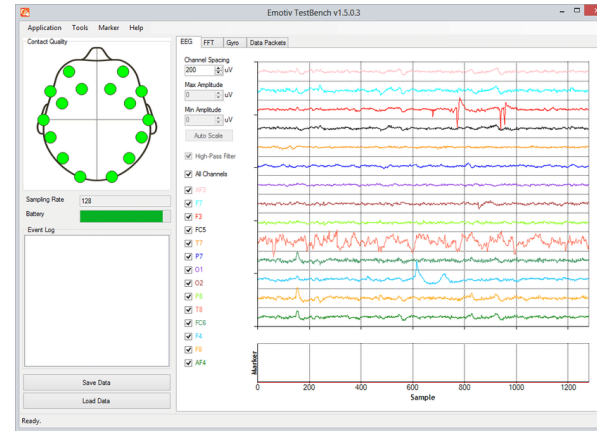 Emotiv TestBench v1.5.0.3
Application Tools Marker Help
Contact Quality
EEG FFT Gyro Data Packets
Channel Spacing
200 uV
Max Amplitude
0 uV
Min Amplitude
0 uV
Auto Scale
High-Pass Filter
All Channels
AF3
F7
F3
FC5
T7
P7
O1
O2
P8
T8
FC6
F4
F8
AF4
Sampling Rate 128
Battery
Event Log
Save Data
Load Data
Marker
0 200 400 600 800 1000 1200
Sample
Ready.